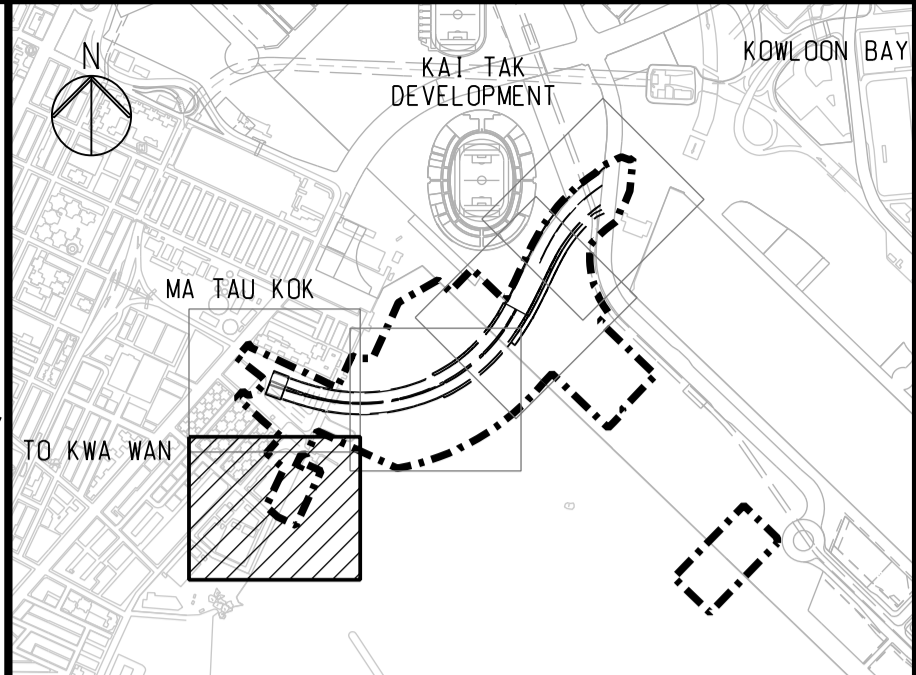 N
KAI TAK
DEVELOPMENT
KOWLOON BAY
MA TAU KOK
TO KWA WAN